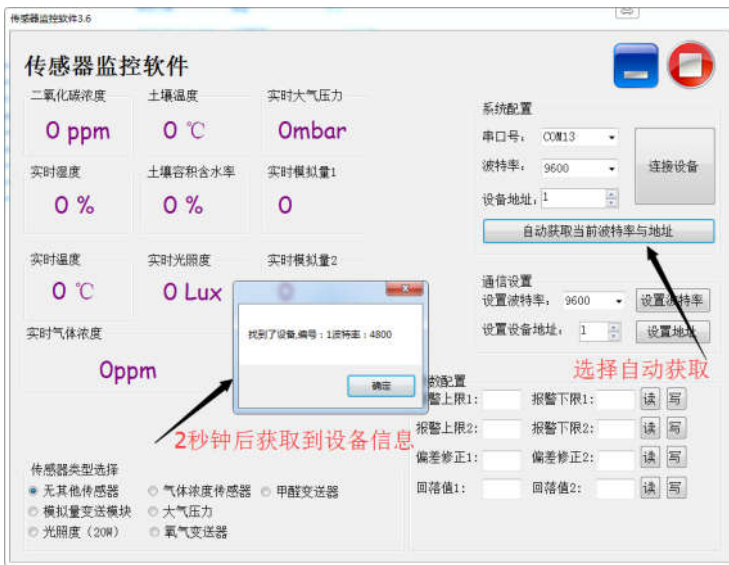 传感器监控软件3.6
传感器监控软件
二氧化碳浓度 土壤温度 实时大气压力
0 ppm 0 ℃ 0mbar
实时湿度 土壤容积含水率 实时模拟量1
0 % 0 % 0
实时温度 实时光照度 实时模拟量2
0 ℃ 0 Lux 0
实时气体浓度
0ppm
系统配置
串口号: COM13
波特率: 9600
设备地址: 1
连接设备
自动获取当前波特率与地址
通信设置
设置波特率: 9600 设置波特率
设置设备地址: 1 设置地址
选择自动获取
找到了设备,编号:1波特率:4800
确定
2秒钟后获取到设备信息
数配置
警上限1: 报警下限1: 读 写
报警上限2: 报警下限2: 读 写
偏差修正1: 偏差修正2: 读 写
回落值1: 回落值2: 读 写
传感器类型选择
无其他传感器 气体浓度传感器 甲醛变送器
模拟量变送模块 大气压力
光照度（20W） 氧气变送器